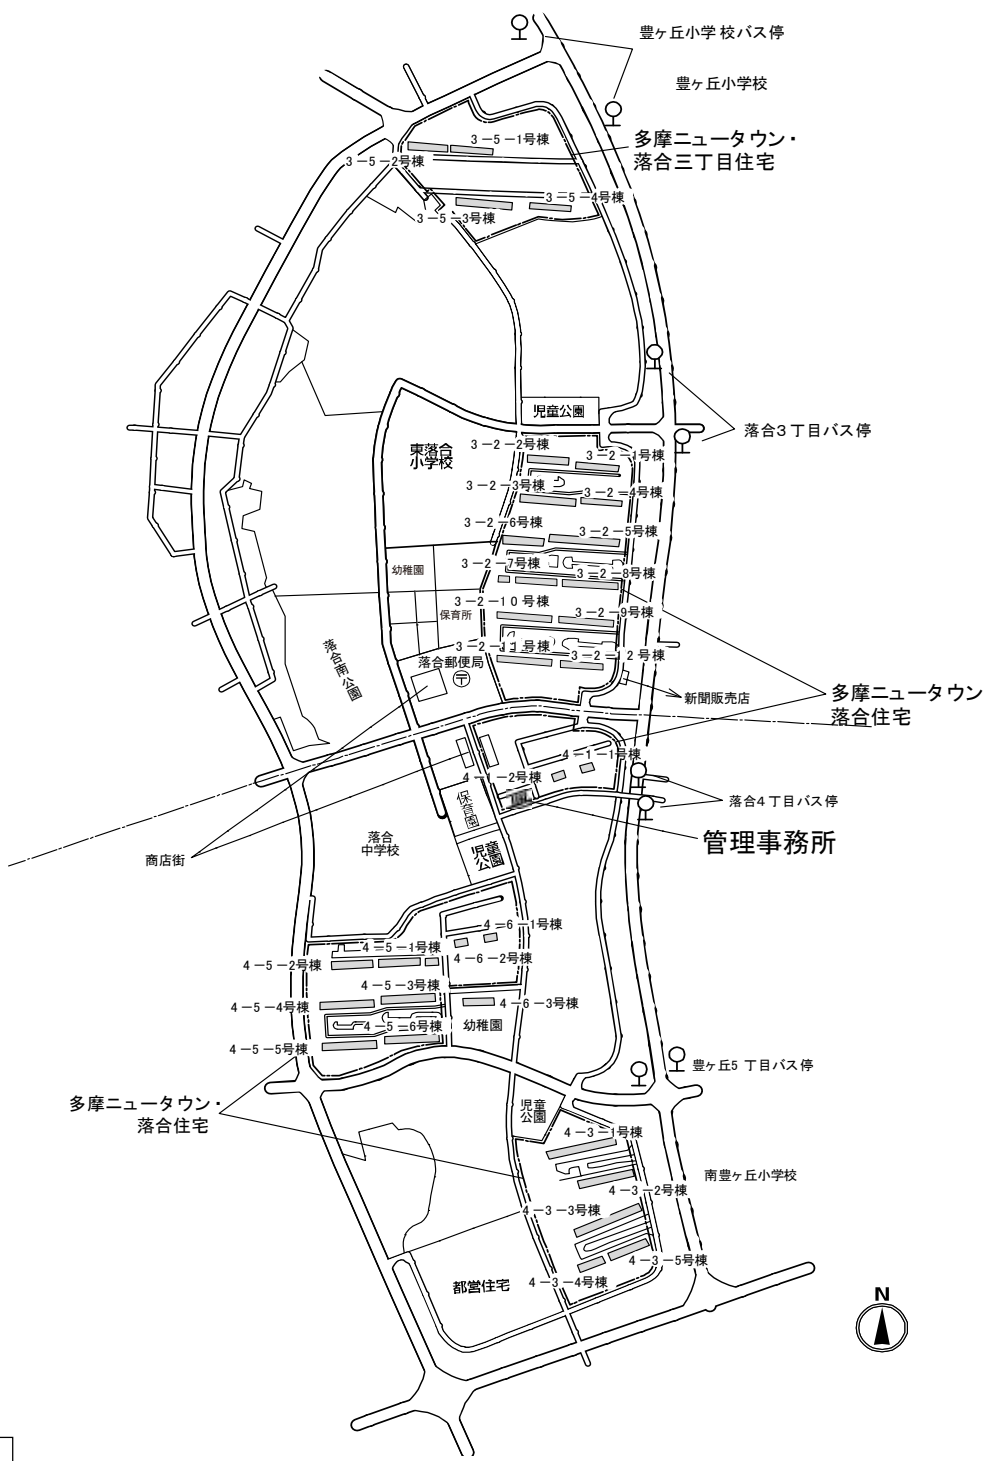 豊ヶ丘小学校バス停
豊ヶ丘小学校
多摩ニュータウン・
落合三丁目住宅
3－5－1号棟
3－5－2号棟
3－5－4号棟
3－5－3号棟
児童公園
落合3丁目バス停
東落合
小学校
3－2－2号棟
3－2－1号棟
3－2－3号棟
3－2－4号棟
3－2－6号棟
3－2－5号棟
3－2－7号棟
3－2－8号棟
幼稚園
3－2－10号棟
3－2－9号棟
保育所
3－2－11号棟
3－2－12号棟
落合南公園
落合郵便局
〒
新聞販売店
多摩ニュータウン
落合住宅
4－1－1号棟
4－1－2号棟
保育園
落合4丁目バス停
管理事務所
落合
中学校
商店街
児童
公園
4－6－1号棟
4－5－1号棟
4－5－2号棟
4－6－2号棟
4－5－3号棟
4－5－4号棟
4－6－3号棟
4－5－6号棟
幼稚園
4－5－5号棟
豊ヶ丘5丁目バス停
多摩ニュータウン・
落合住宅
児童
公園
4－3－1号棟
南豊ヶ丘小学校
4－3－2号棟
4－3－3号棟
4－3－5号棟
4－3－4号棟
都営住宅
N